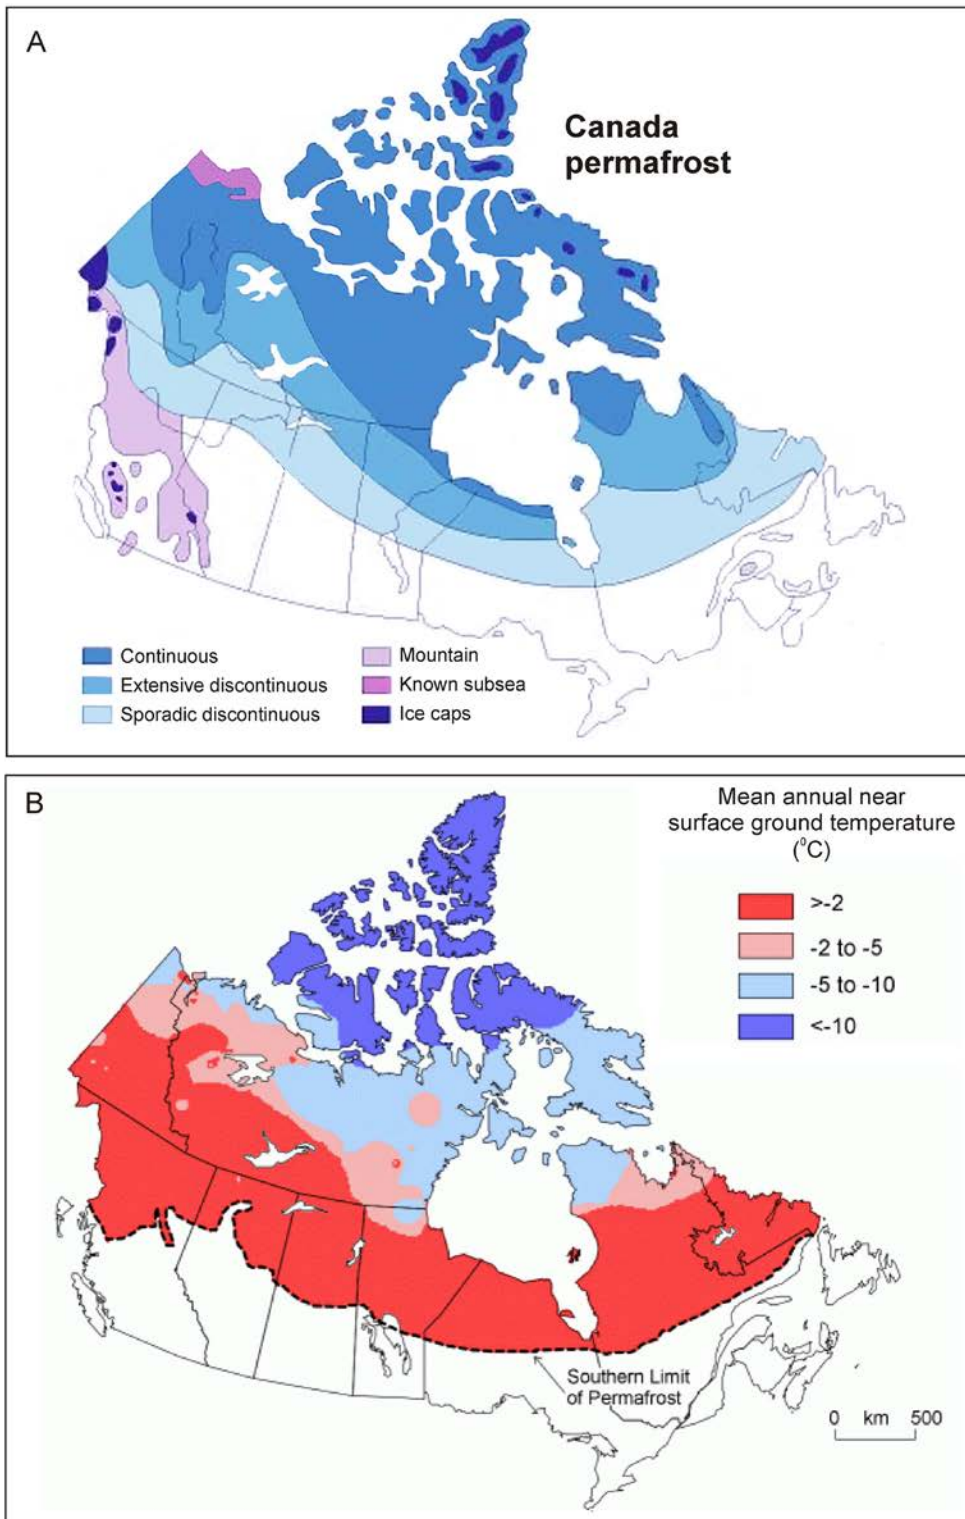 A
Canada
permafrost
Continuous
Extensive discontinuous
Sporadic discontinuous
Mountain
Known subsea
Ice caps
B
Mean annual near
surface ground temperature
(°C)
>-2
-2 to -5
-5 to -10
<-10
Southern Limit
of Permafrost
0 km 500